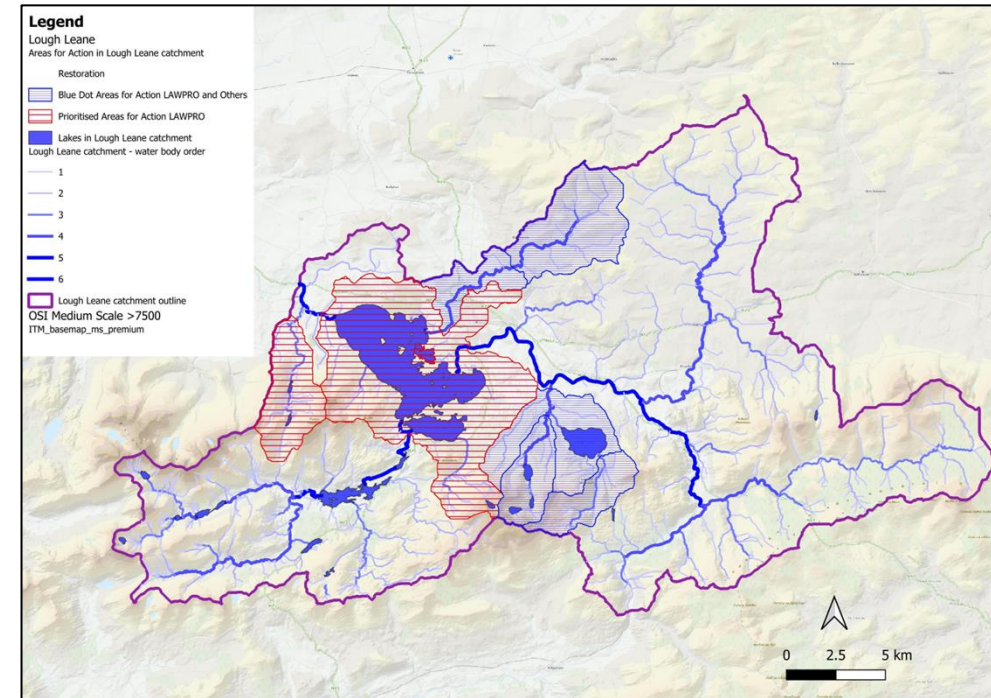 Legend
Lough Leane
Areas for Action in Lough Leane catchment
Restoration
Blue Dot Areas for Action LAWPRO and Others
Prioritised Areas for Action LAWPRO
Lakes in Lough Leane catchment
Lough Leane catchment - water body order
1
2
3
4
5
6
Lough Leane catchment outline
OSI Medium Scale >7500
ITM_basemap_ms_premium
0 2.5 5 km